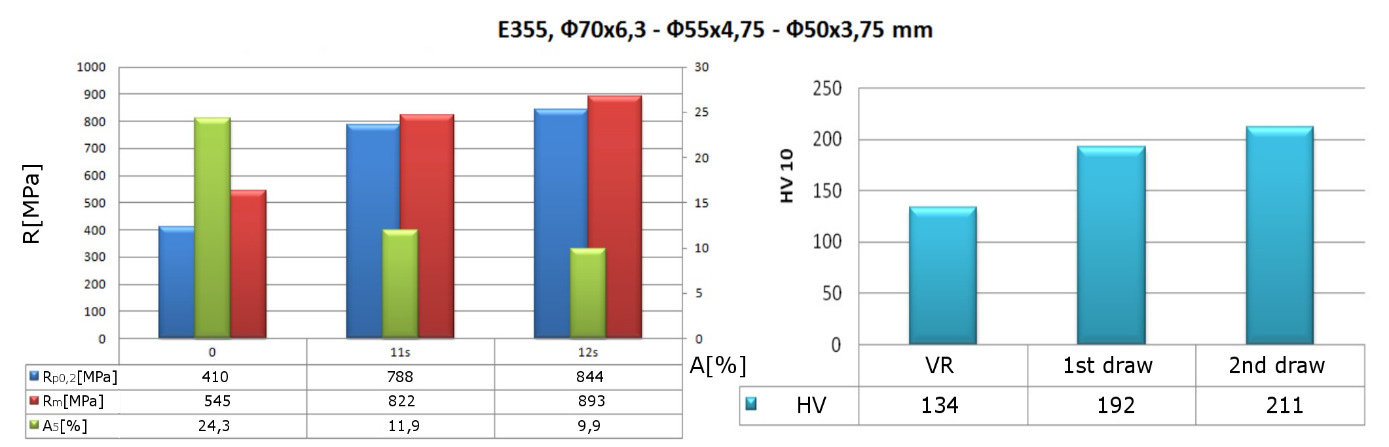 E355, Φ70x6,3 - Φ55x4,75 - Φ50x3,75 mm
R[MPa]
1000
900
800
700
600
500
400
300
200
100
0
30
25
20
15
10
5
0
A[%]
0 11s 12s
Rp0,2[MPa] 410 788 844
Rm[MPa] 545 822 893
A5[%] 24,3 11,9 9,9
HV 10
250
200
150
100
50
0
VR 1st draw 2nd draw
HV 134 192 211